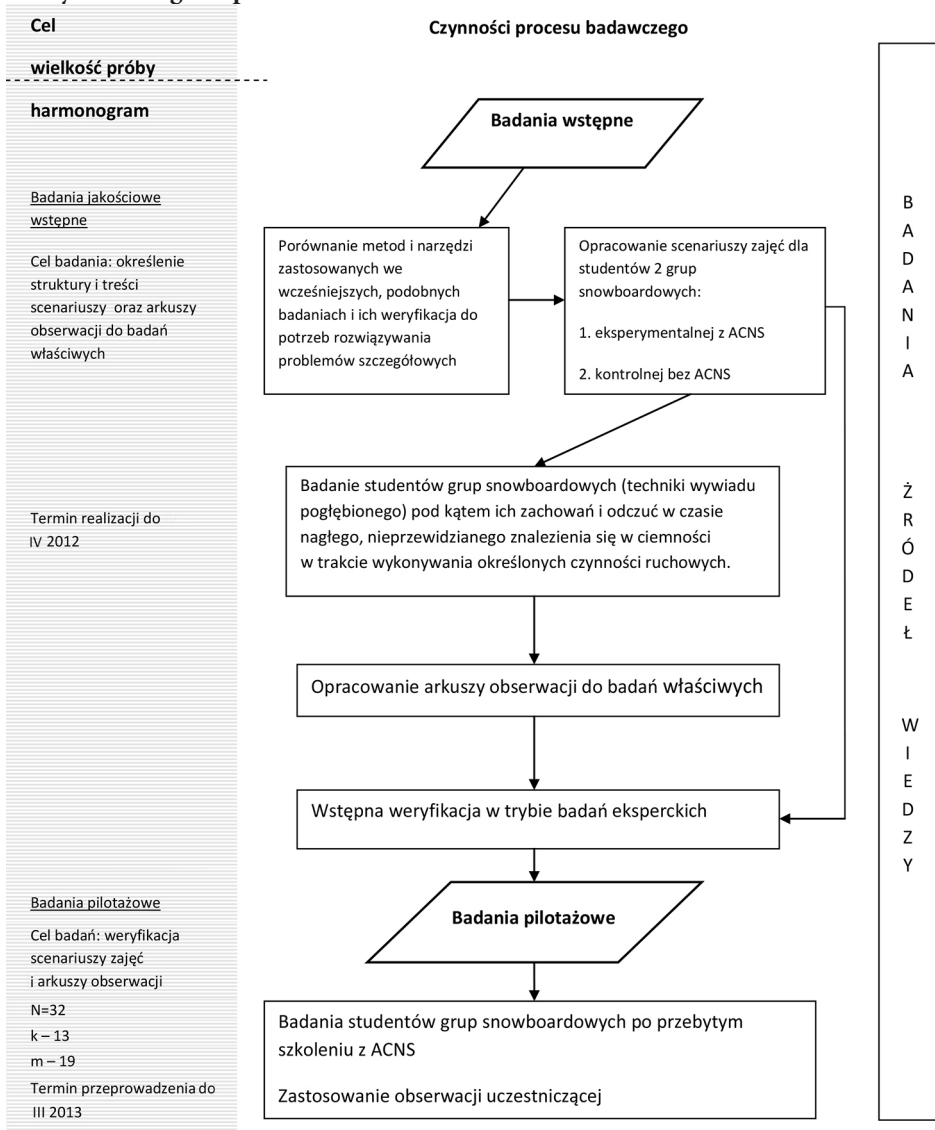 Cel
wielkość próby
harmonogram
Czynności procesu badawczego
Badania wstępne
Badania jakościowe
wstępne
Cel badania: określenie
struktury i treści
scenariuszy oraz arkuszy
obserwacji do badań
właściwych
Porównanie metod i narzędzi
zastosowanych we
wcześniejszych, podobnych
badaniach i ich weryfikacja do
potrzeb rozwiązywania
problemów szczegółowych
Opracowanie scenariuszy zajęć dla
studentów 2 grup
snowboardowych:
1. eksperymentalnej z ACNS
2. kontrolnej bez ACNS
Termin realizacji do
IV 2012
Badanie studentów grup snowboardowych (techniki wywiadu
pogłębionego) pod kątem ich zachowań i odczuć w czasie
nagłego, nieprzewidzianego znalezienia się w ciemności
w trakcie wykonywania określonych czynności ruchowych.
Opracowanie arkuszy obserwacji do badań właściwych
Wstępna weryfikacja w trybie badań eksperckich
Badania pilotażowe
Badania pilotażowe
Cel badań: weryfikacja
scenariuszy zajęć
i arkuszy obserwacji
N=32
k – 13
m – 19
Termin przeprowadzenia do
III 2013
Badania studentów grup snowboardowych po przebytym
szkoleniu z ACNS
Zastosowanie obserwacji uczestniczącej
B
A
D
A
N
I
A
Ż
R
Ó
D
E
Ł
W
I
E
D
Z
Y